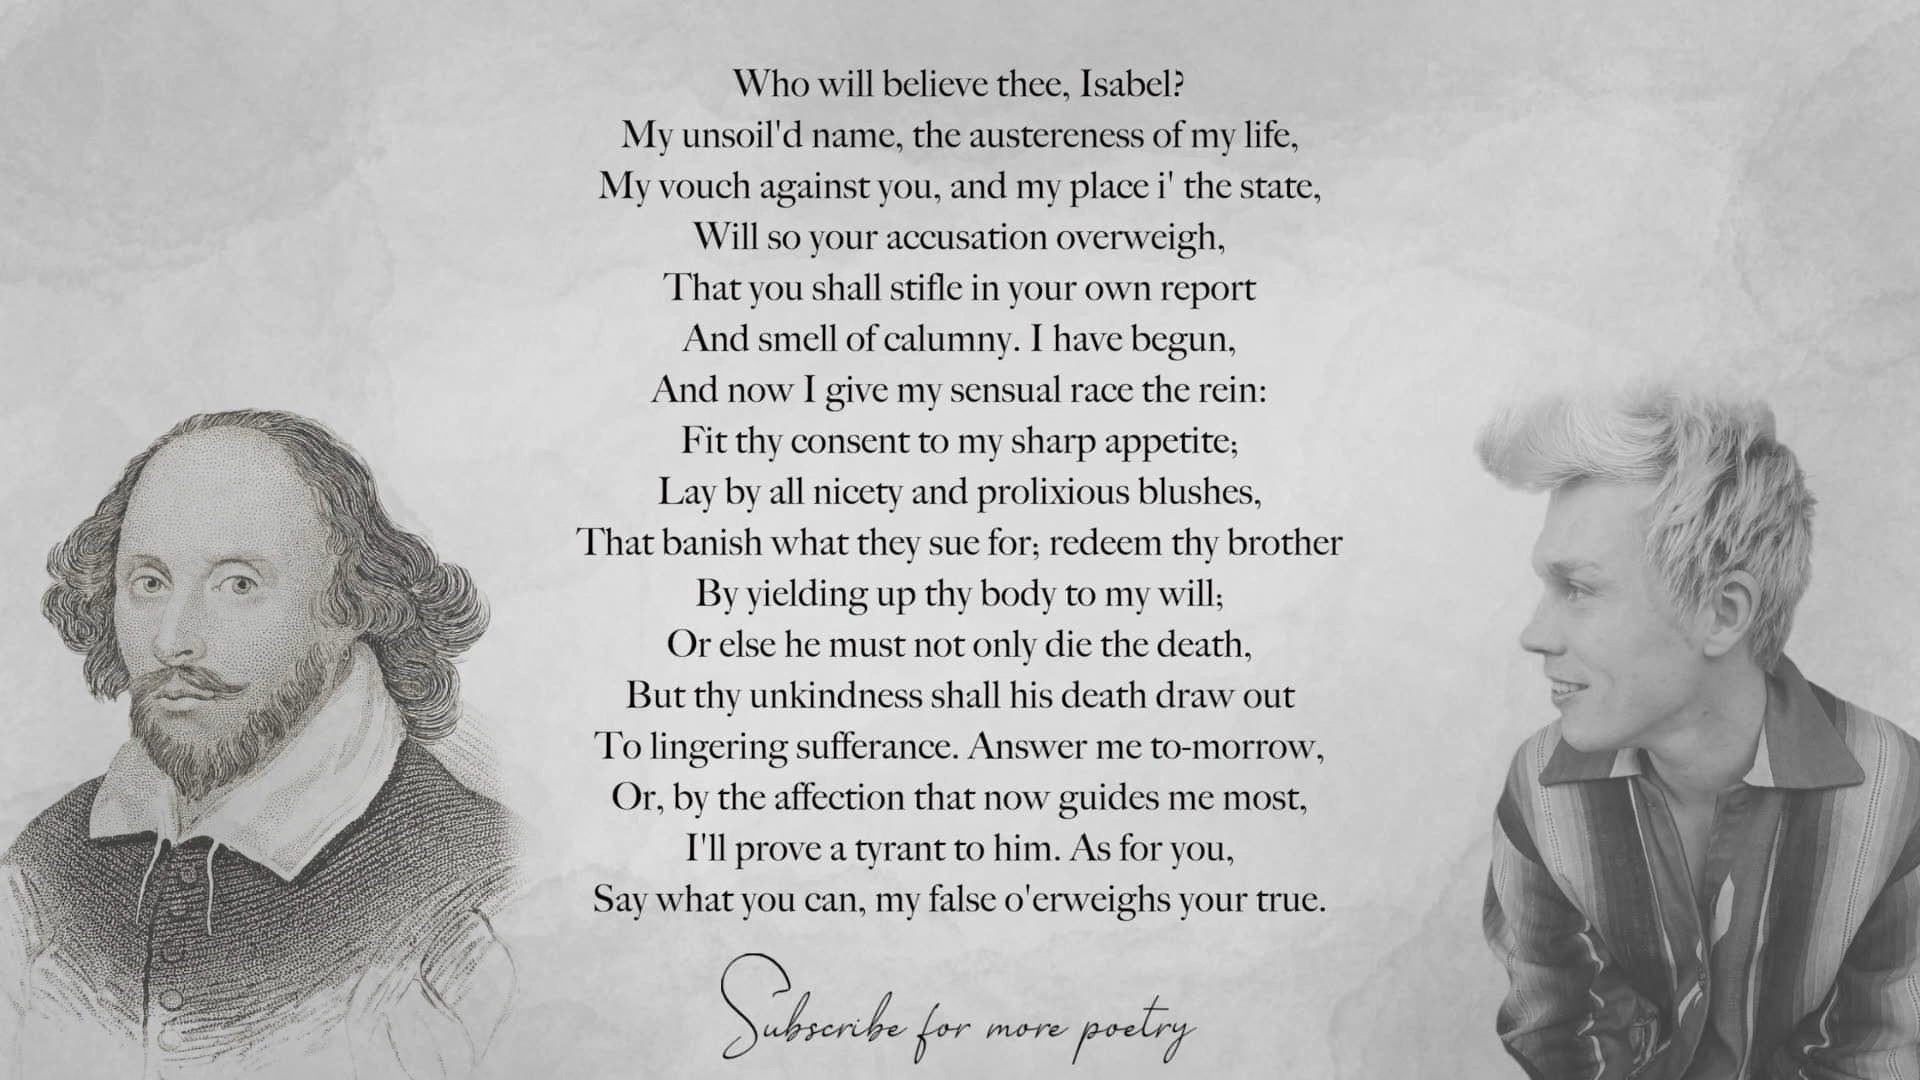 Who will believe thee, Isabel?
My unsoil'd name, the austereness of my life,
My vouch against you, and my place i' the state,
Will so your accusation overweigh,
That you shall stifle in your own report
And smell of calumny. I have begun,
And now I give my sensual race the rein:
Fit thy consent to my sharp appetite;
Lay by all nicety and prolixious blushes,
That banish what they sue for; redeem thy brother
By yielding up thy body to my will;
Or else he must not only die the death,
But thy unkindness shall his death draw out
To lingering sufferance. Answer me to-morrow,
Or, by the affection that now guides me most,
I'll prove a tyrant to him. As for you,
Say what you can, my false o'erweighs your true.
Subscribe for more poetry